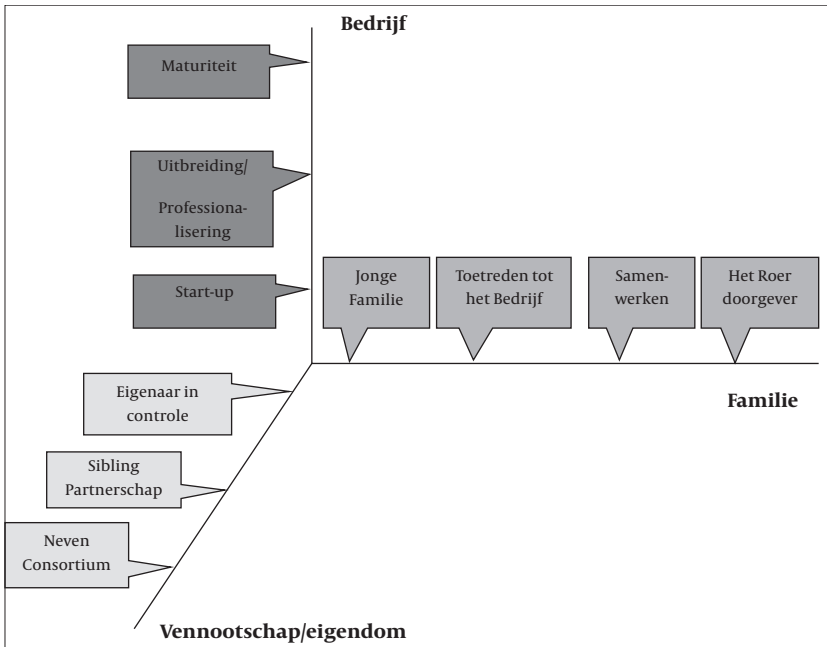 Bedrijf
Maturiteit
Uitbreiding/
Professiona-
lisering
Start-up
Jonge
Familie
Toetreden tot
het Bedrijf
Samen-
werken
Het Roer
doorgever
Familie
Eigenaar in
controle
Sibling
Partnerschap
Neven
Consortium
Vennootschap/eigendom